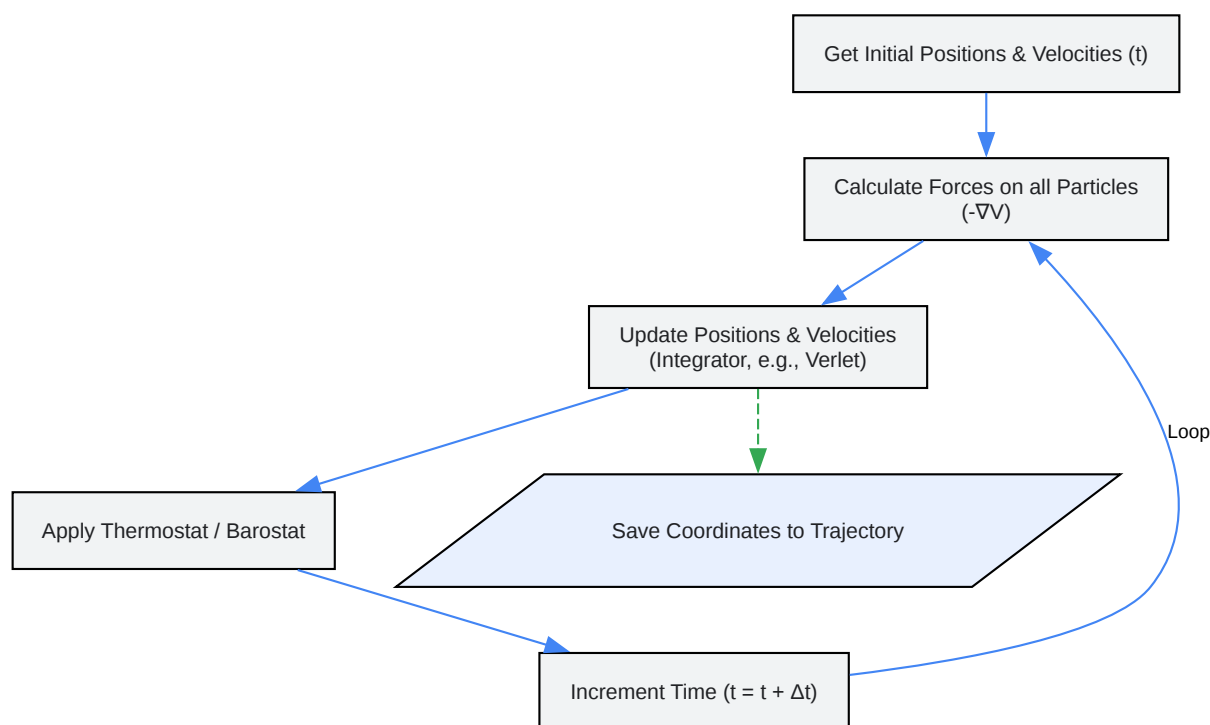 Get Initial Positions & Velocities (t)
Calculate Forces on all Particles
(-∇V)
Update Positions & Velocities
(Integrator, e.g., Verlet)
Loop
Apply Thermostat / Barostat
Save Coordinates to Trajectory
Increment Time (t = t + Δt)